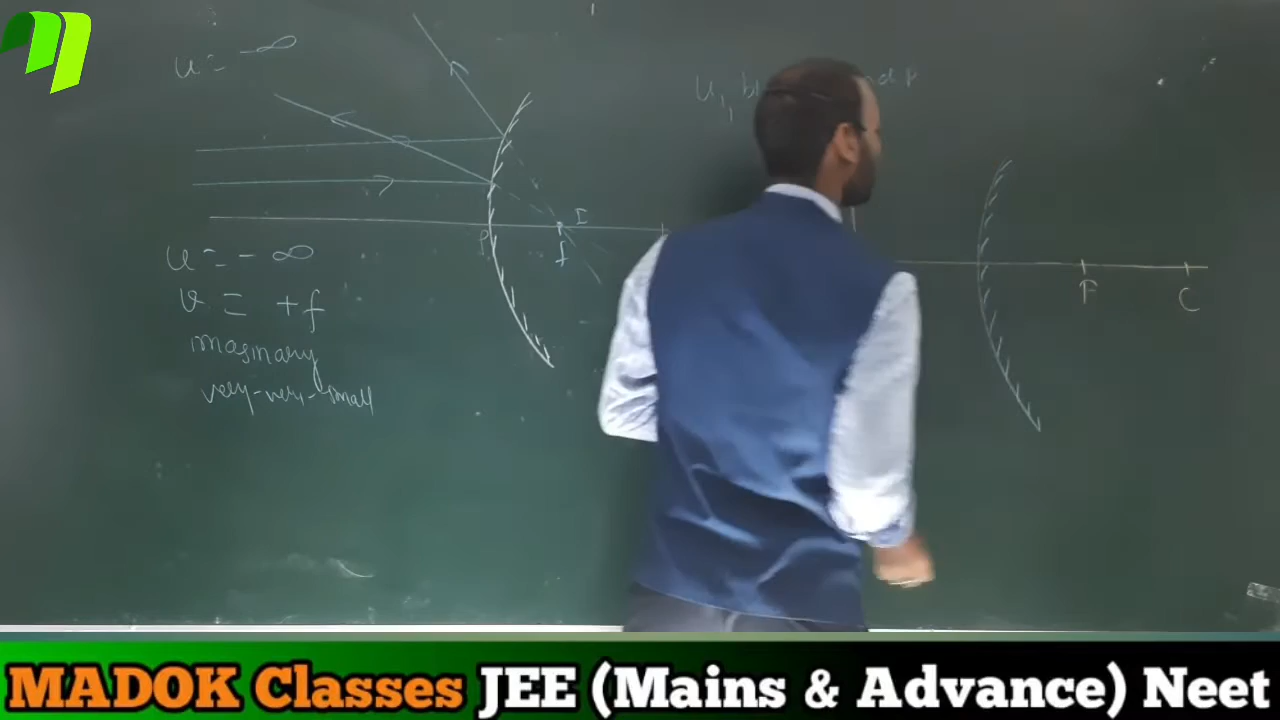 u = -∞
P
I
f
u = - ∞
v = + f
imaginary
very-very-small
F
C
MADOK Classes JEE (Mains & Advance) Neet